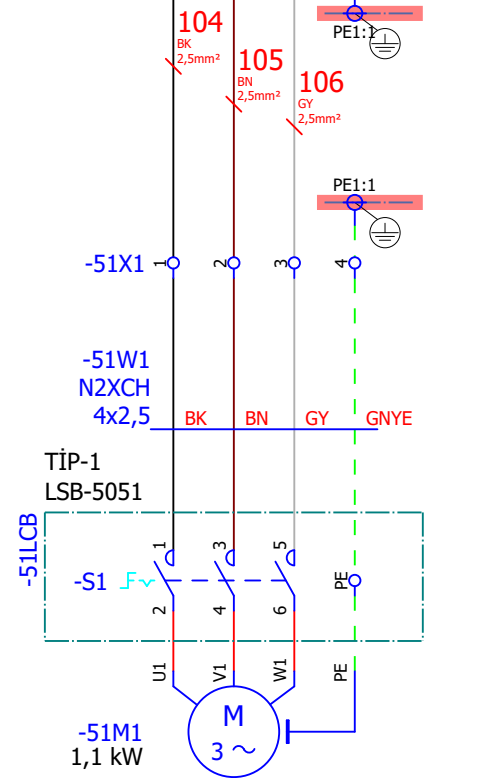 104
BK
2,5mm²
105
BN
2,5mm²
106
GY
2,5mm²
PE1:1
PE1:1
-51X1 1 2 3 4
-51W1
N2XCH
4x2,5 BK BN GY GNYE
TİP-1
LSB-5051
-51LCB
-S1 1 3 5 PE
2 4 6
U1 V1 W1 PE
M
3 ~
-51M1
1,1 kW